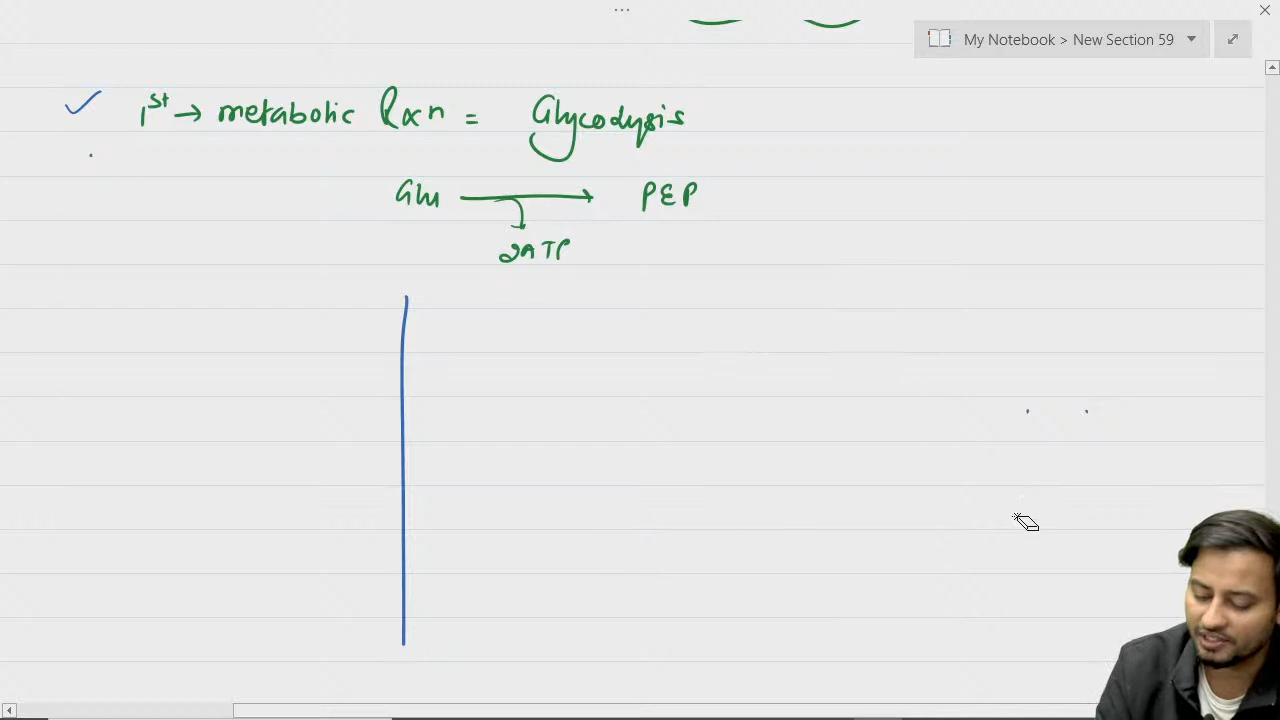 My Notebook > New Section 59
1st → metabolic Rxn = Glycolysis
Glu → PEP
2ATP